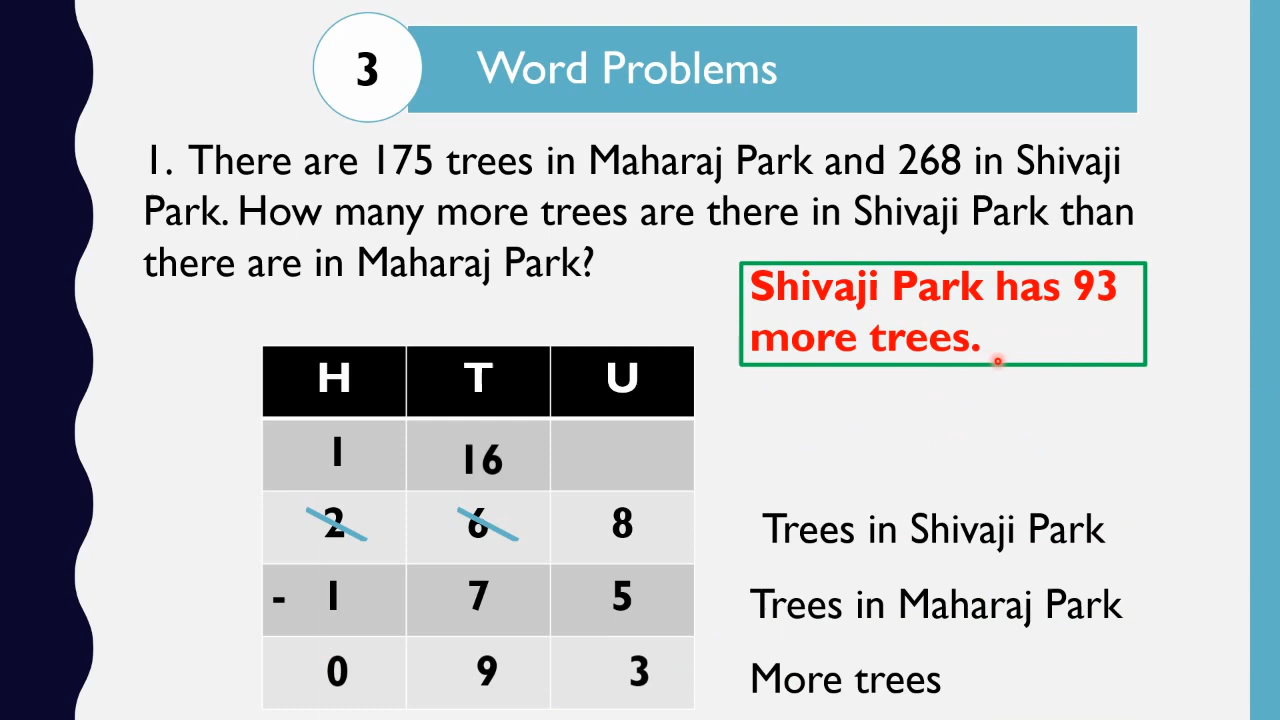 3 Word Problems
1. There are 175 trees in Maharaj Park and 268 in Shivaji
Park. How many more trees are there in Shivaji Park than
there are in Maharaj Park?
Shivaji Park has 93
more trees.
H T U
1 16
2 6 8 Trees in Shivaji Park
- 1 7 5 Trees in Maharaj Park
0 9 3 More trees